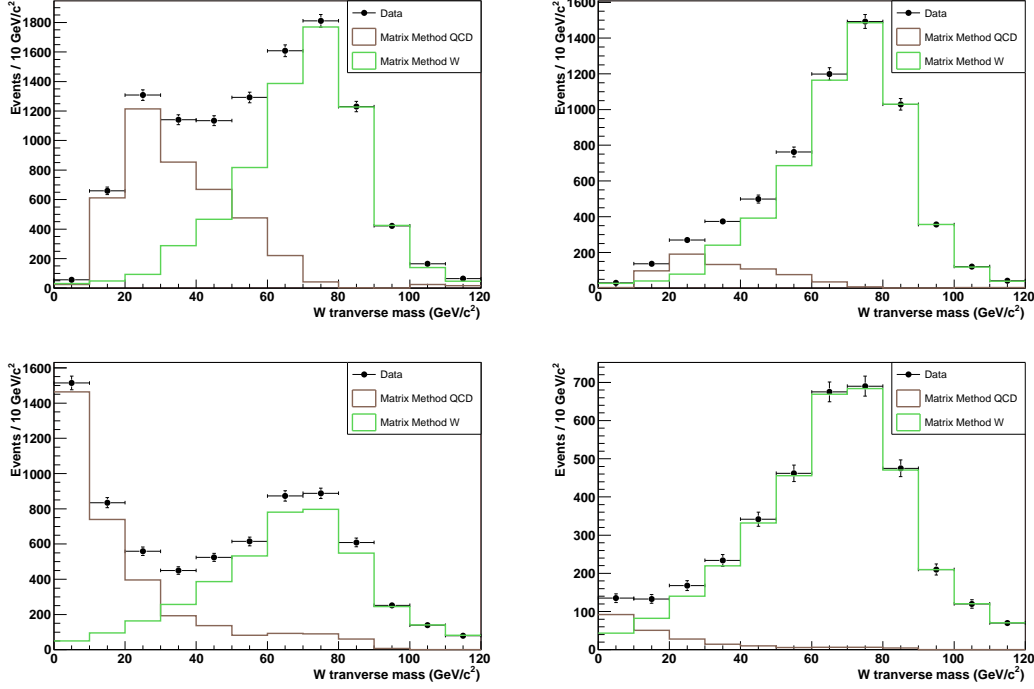 Events / 10 GeV/c²
1800
1600
1400
1200
1000
800
600
400
200
0
0 20 40 60 80 100 120
W tranverse mass (GeV/c²)
Data
Matrix Method QCD
Matrix Method W
Events / 10 GeV/c²
1600
1400
1200
1000
800
600
400
200
0
0 20 40 60 80 100 120
W tranverse mass (GeV/c²)
Data
Matrix Method QCD
Matrix Method W
Events / 10 GeV/c²
1600
1400
1200
1000
800
600
400
200
0
0 20 40 60 80 100 120
W tranverse mass (GeV/c²)
Data
Matrix Method QCD
Matrix Method W
Events / 10 GeV/c²
700
600
500
400
300
200
100
0
0 20 40 60 80 100 120
W tranverse mass (GeV/c²)
Data
Matrix Method QCD
Matrix Method W